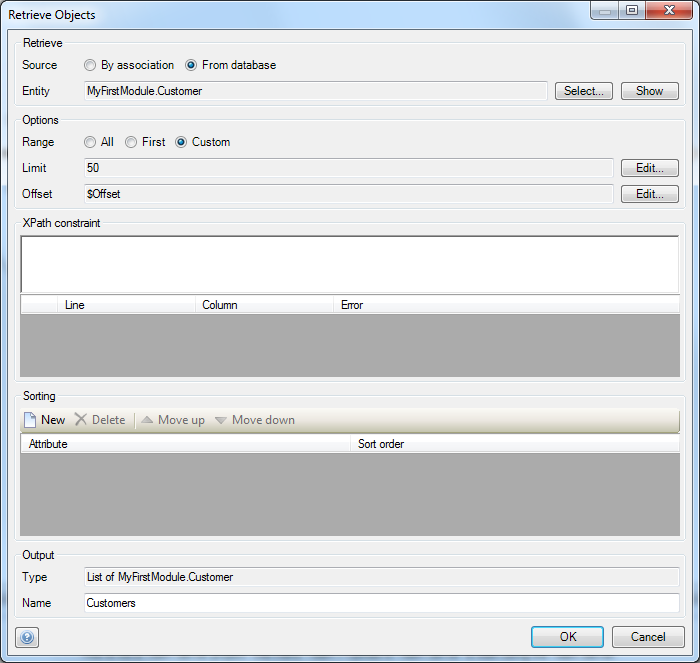 Retrieve Objects
Retrieve
Source By association From database
Entity MyFirstModule.Customer Select... Show
Options
Range All First Custom
Limit 50 Edit...
Offset $Offset Edit...
XPath constraint
Line Column Error
Sorting
New Delete Move up Move down
Attribute Sort order
Output
Type List of MyFirstModule.Customer
Name Customers
? OK Cancel